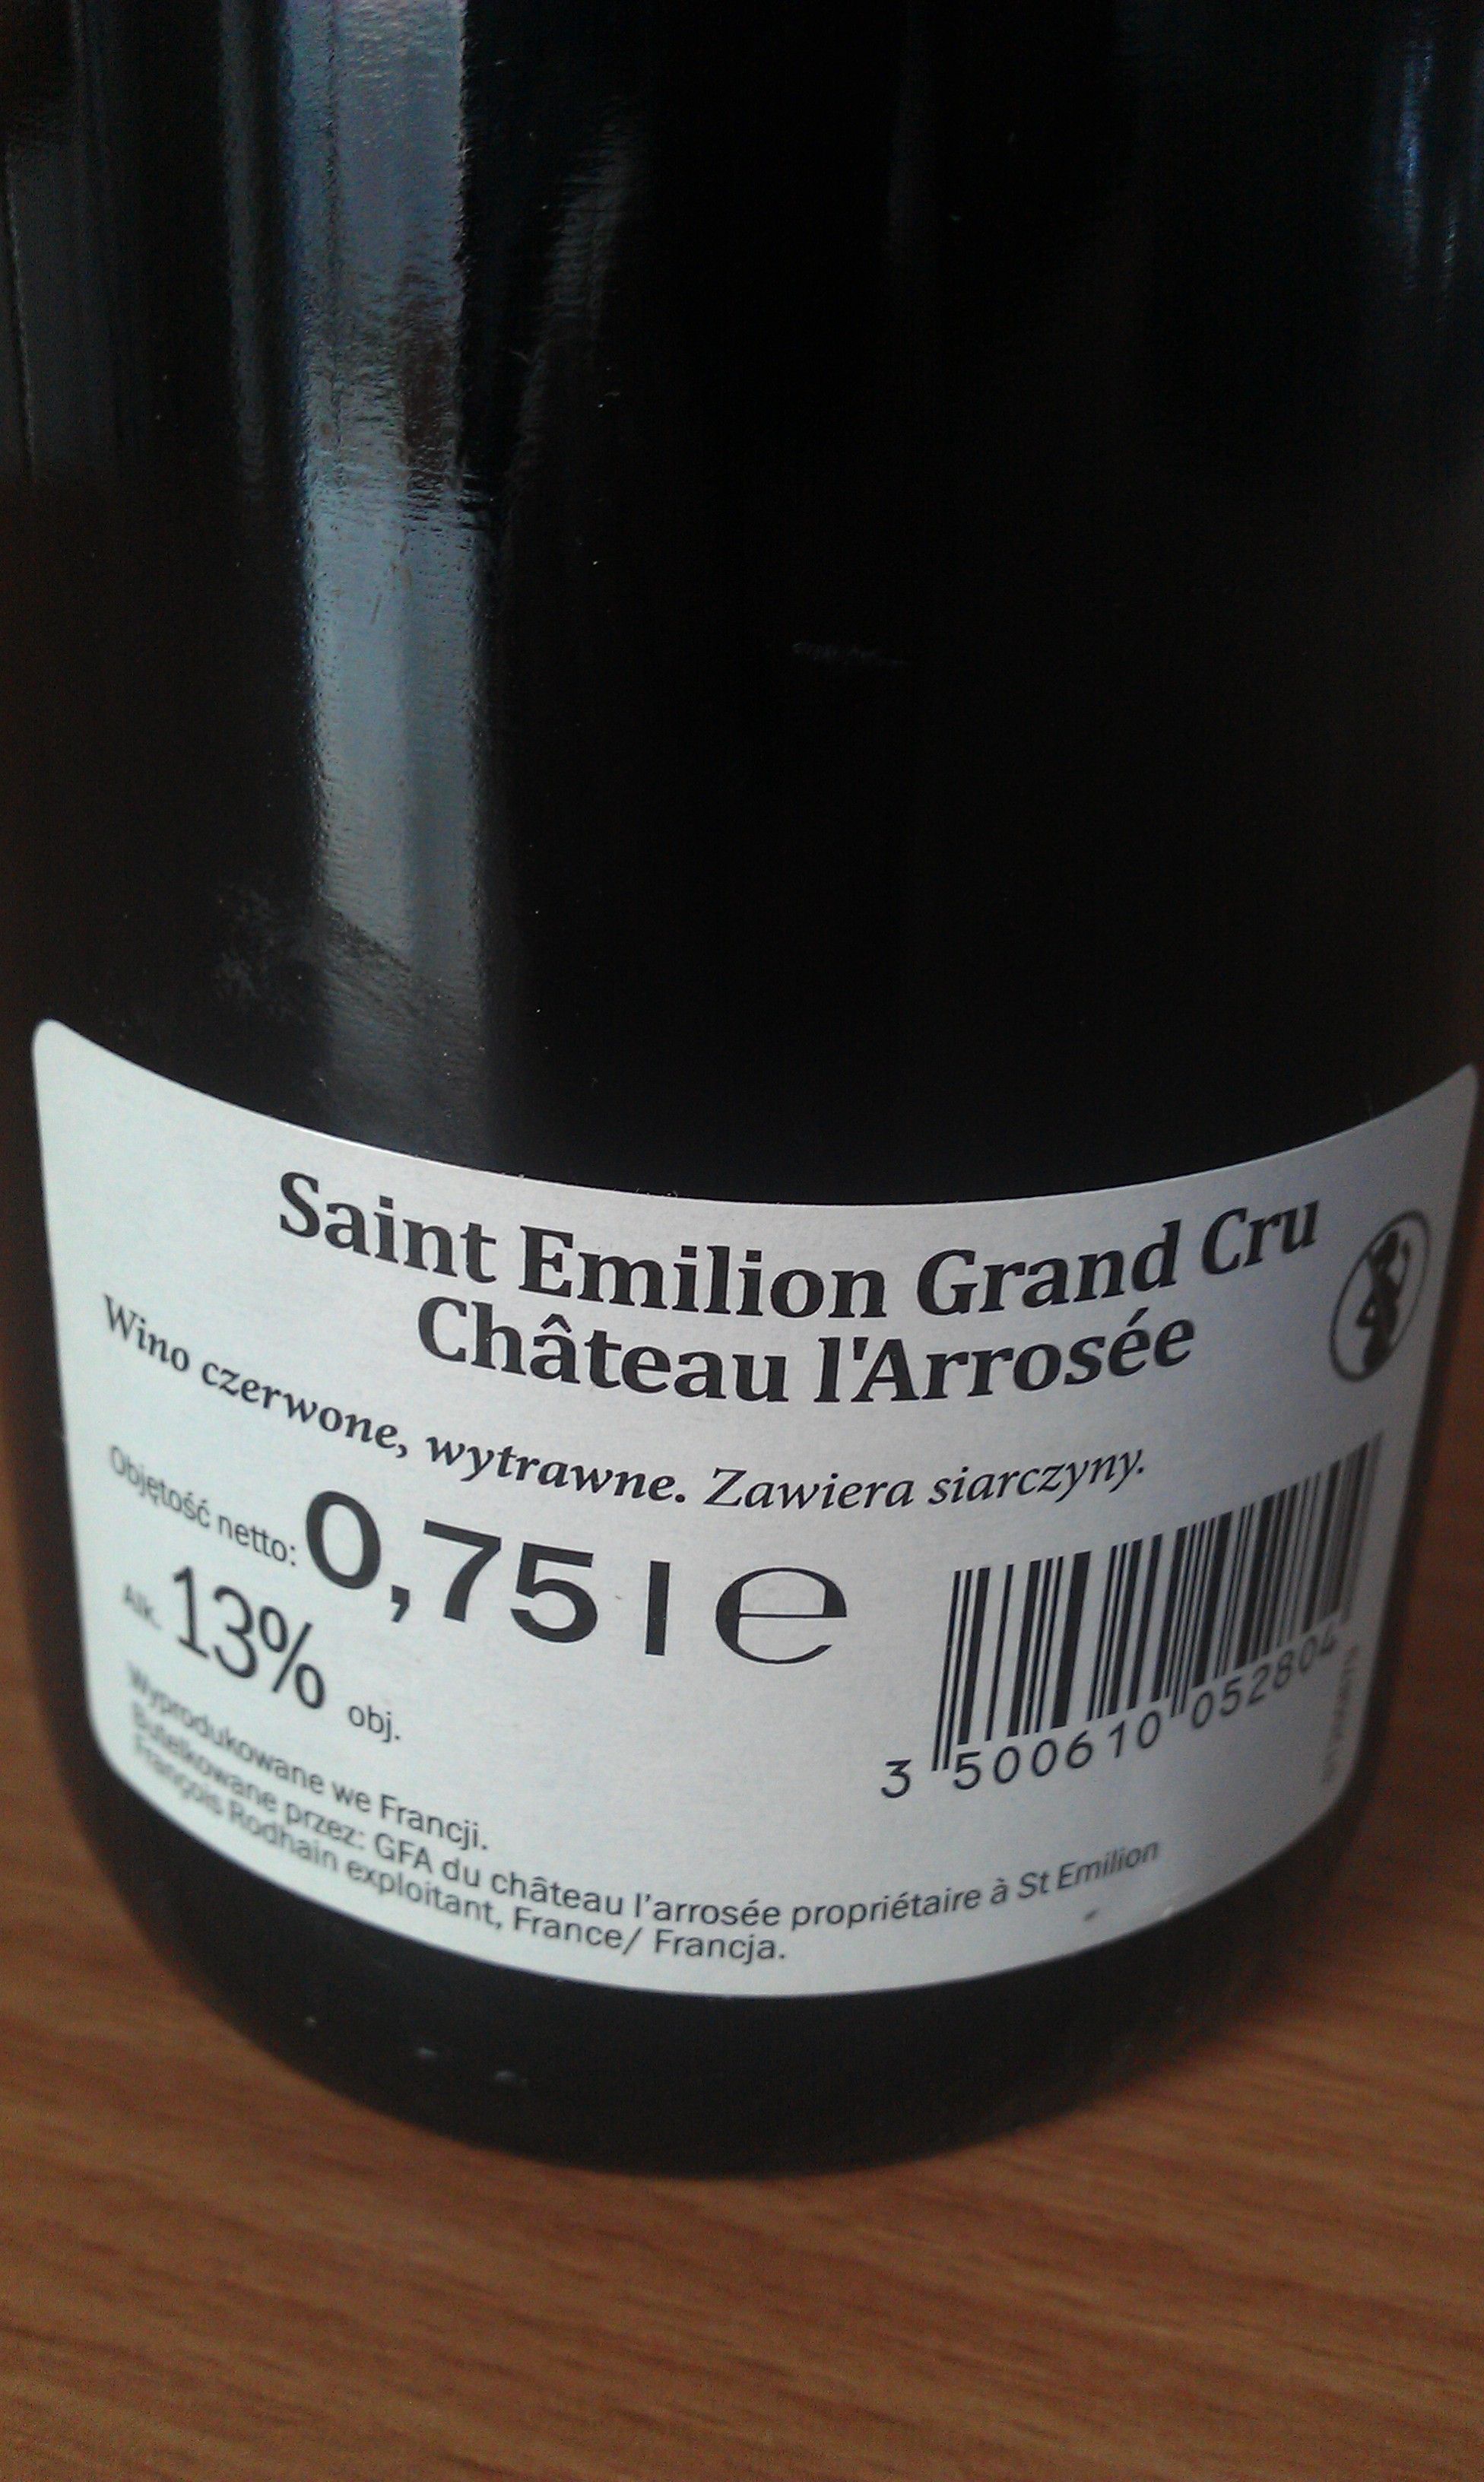 Saint Emilion Grand Cru
Château l'Arrosée
Wino czerwone, wytrawne. Zawiera siarczyny.
Objętość netto: 0,75 l e
Alk. 13% obj.
3 500610 052804
Wyprodukowane we Francji.
Butelkowane przez: GFA du château l'arrosée propriétaire à St Emilion
François Rodhain exploitant, France/ Francja.